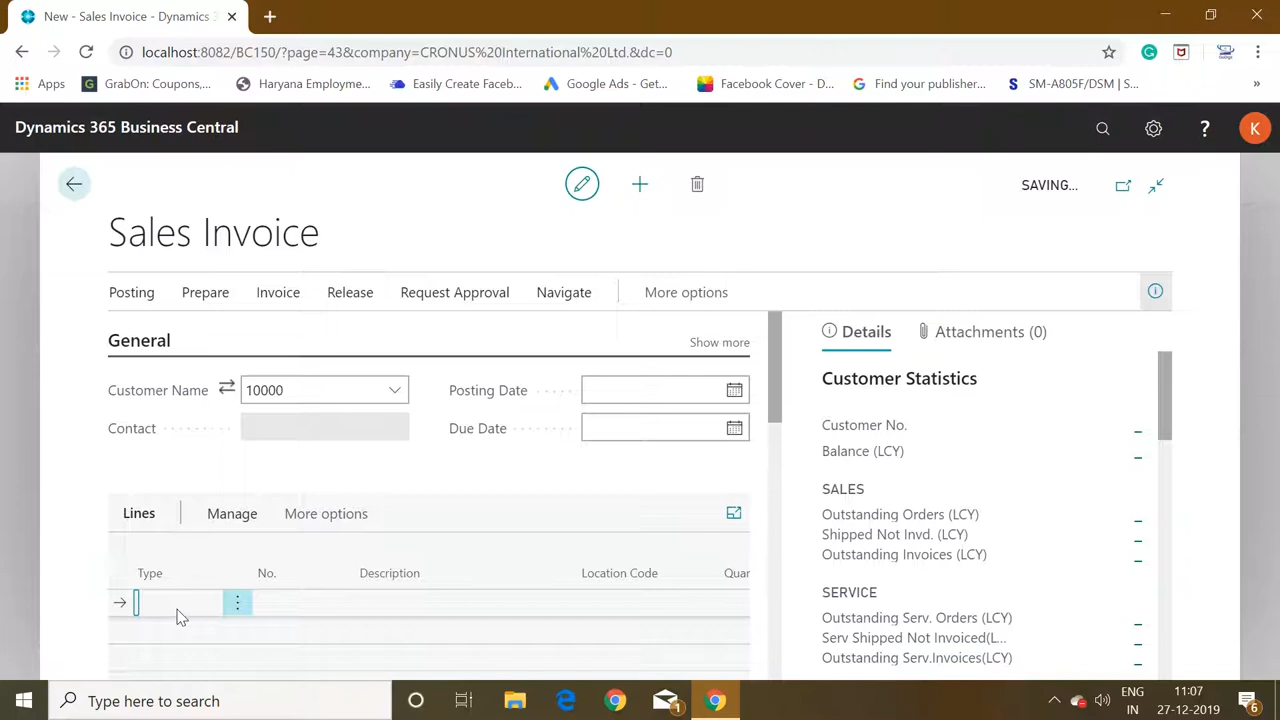 New - Sales Invoice - Dynamics
localhost:8082/BC150/?page=43&company=CRONUS%20International%20Ltd.&dc=0
Apps GrabOn: Coupons,... Haryana Employme... Easily Create Faceb... Google Ads - Get... Facebook Cover - D... Find your publisher... SM-A805F/DSM | S... »
Dynamics 365 Business Central ? K
SAVING...
Sales Invoice
Posting Prepare Invoice Release Request Approval Navigate More options
General Show more
Details Attachments (0)
Customer Name 10000 Posting Date
Contact Due Date
Customer Statistics
Customer No. _
Balance (LCY) _
SALES
Outstanding Orders (LCY) _
Shipped Not Invd. (LCY) _
Outstanding Invoices (LCY) _
SERVICE
Outstanding Serv. Orders (LCY) _
Serv Shipped Not Invoiced(L... _
Outstanding Serv.Invoices(LCY) _
Lines Manage More options
Type No. Description Location Code Quar
Type here to search
1
ENG
IN
11:07
27-12-2019
6